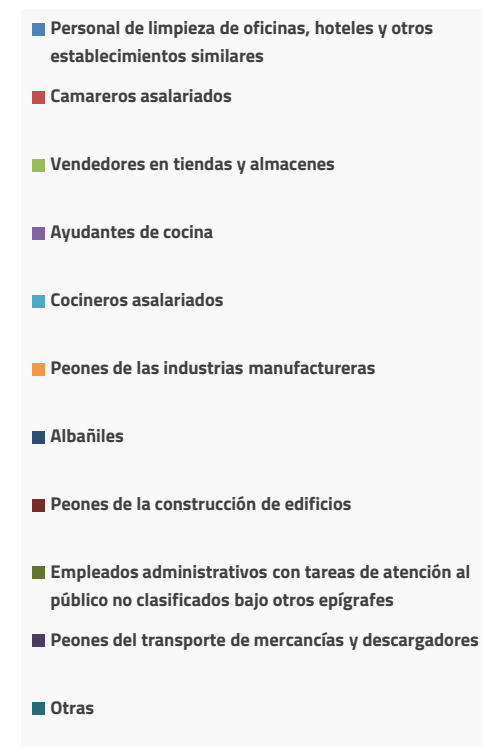 Personal de limpieza de oficinas, hoteles y otros
establecimientos similares
Camareros asalariados
Vendedores en tiendas y almacenes
Ayudantes de cocina
Cocineros asalariados
Peones de las industrias manufactureras
Albañiles
Peones de la construcción de edificios
Empleados administrativos con tareas de atención al
público no clasificados bajo otros epígrafes
Peones del transporte de mercancías y descargadores
Otras